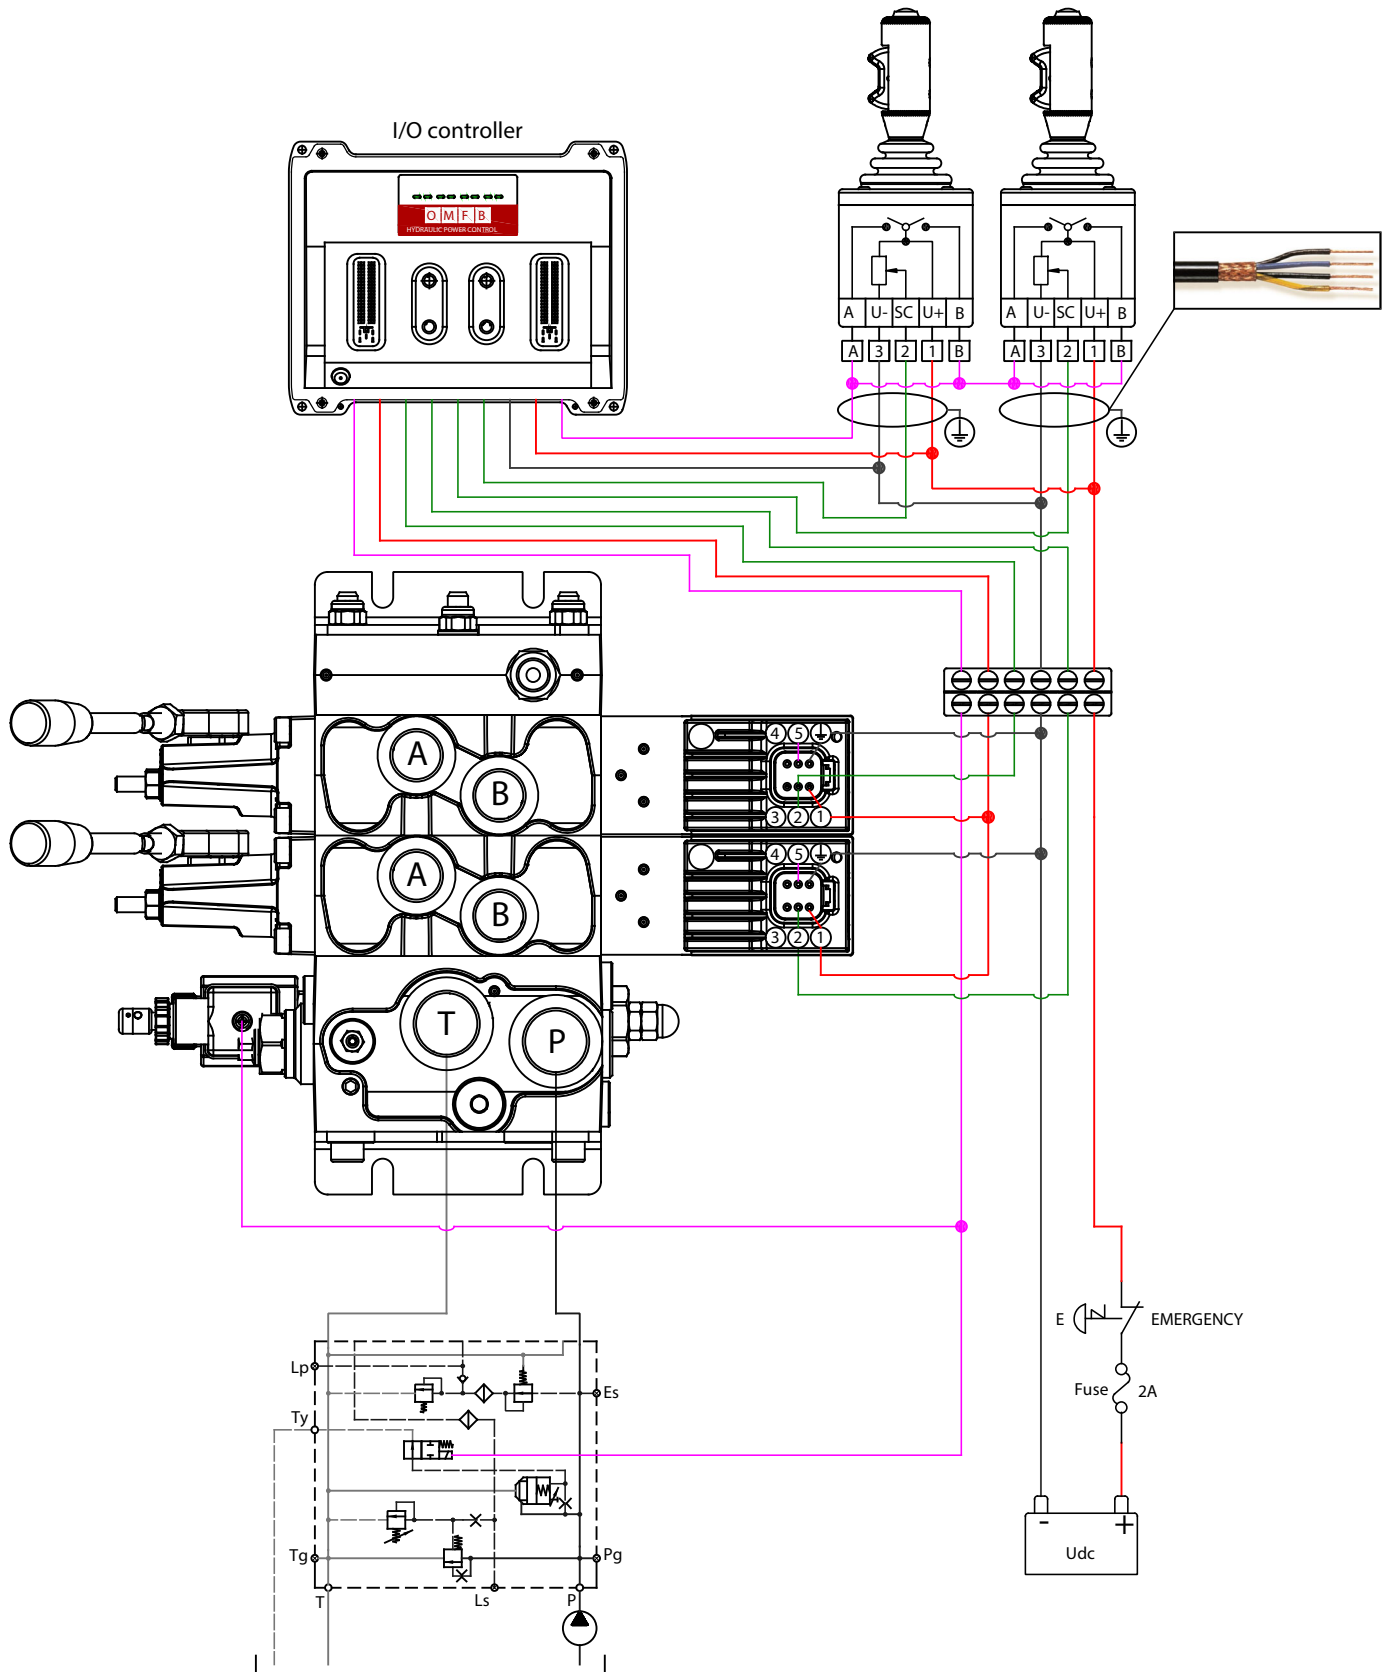 I/O controller
O M F B
HYDRAULIC POWER CONTROL
A U- SC U+ B
A U- SC U+ B
A 3 2 1 B
A 3 2 1 B
A
B
4 5
3 2 1
A
B
4 5
3 2 1
T
P
E EMERGENCY
Fuse 2A
Lp
Es
Ty
Tg
Pg
T
Ls
P
- +
Udc